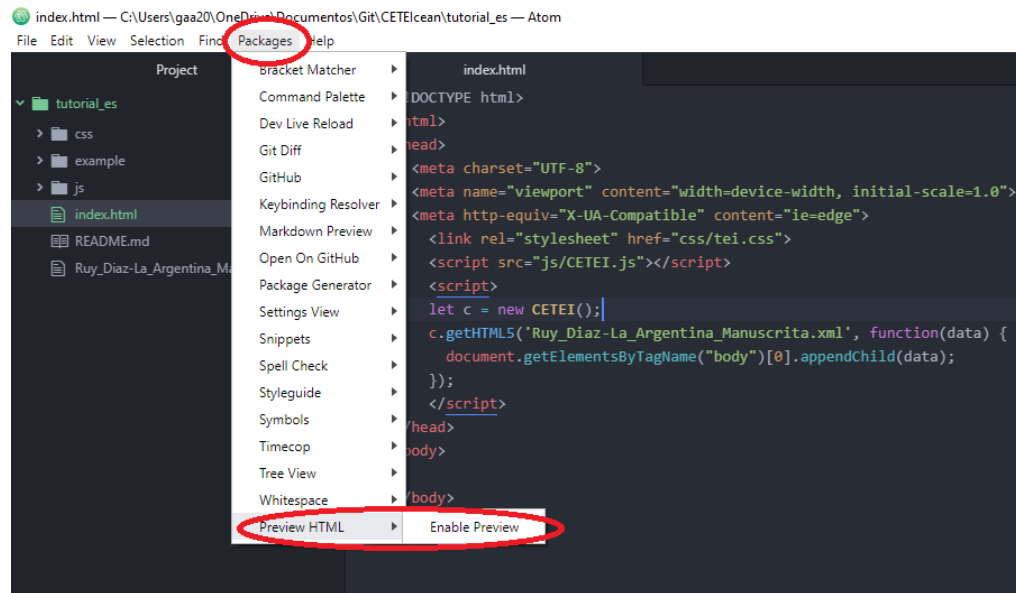 index.html — C:\Users\gaa20\OneDrive\Documentos\Git\CETEIcean\tutorial_es — Atom
File Edit View Selection Find Packages Help
Project
tutorial_es
css
example
js
index.html
README.md
Ruy_Diaz-La_Argentina_Ma
Bracket Matcher
Command Palette
Dev Live Reload
Git Diff
GitHub
Keybinding Resolver
Markdown Preview
Open On GitHub
Package Generator
Settings View
Snippets
Spell Check
Styleguide
Symbols
Timecop
Tree View
Whitespace
Preview HTML
Enable Preview
index.html
!DOCTYPE html>
html>
head>
<meta charset="UTF-8">
<meta name="viewport" content="width=device-width, initial-scale=1.0">
<meta http-equiv="X-UA-Compatible" content="ie=edge">
<link rel="stylesheet" href="css/tei.css">
<script src="js/CETEI.js"></script>
<script>
let c = new CETEI();
c.getHTML5('Ruy_Diaz-La_Argentina_Manuscrita.xml', function(data) {
document.getElementsByTagName("body")[0].appendChild(data);
});
</script>
/head>
body>
/body>